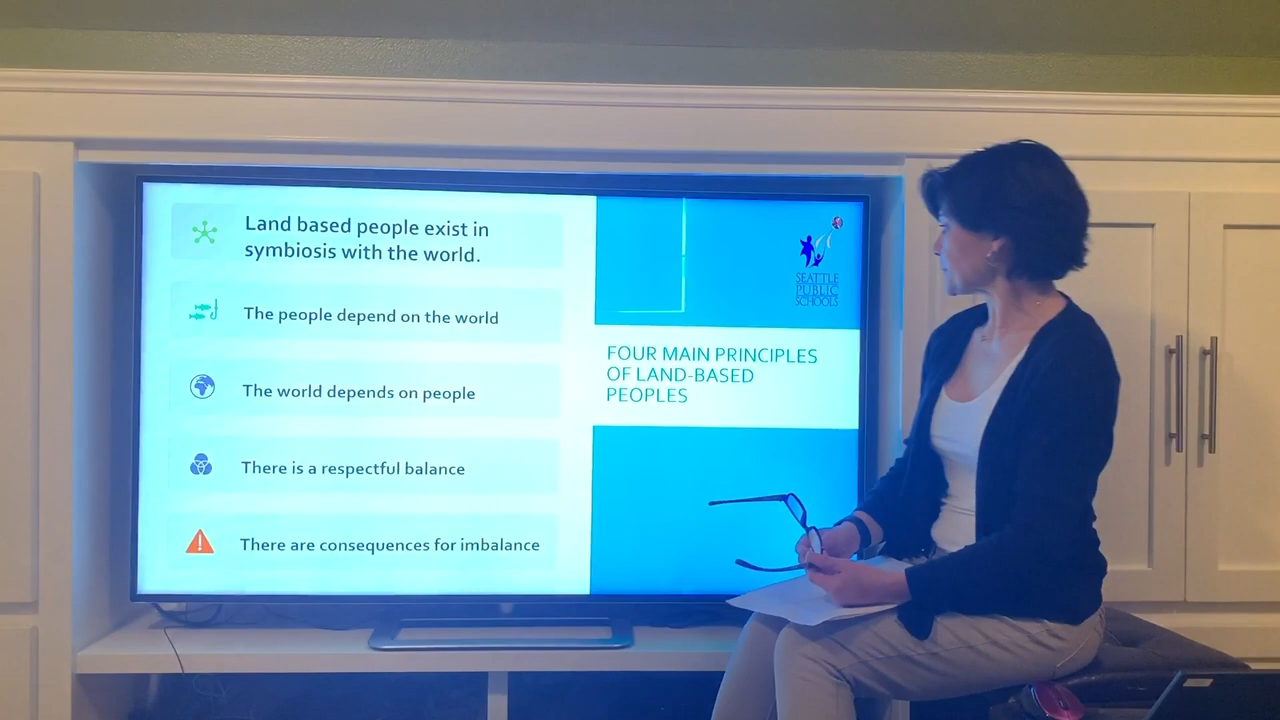 Land based people exist in
symbiosis with the world.
The people depend on the world
The world depends on people
There is a respectful balance
There are consequences for imbalance
SEATTLE
PUBLIC
SCHOOLS
FOUR MAIN PRINCIPLES
OF LAND-BASED
PEOPLES